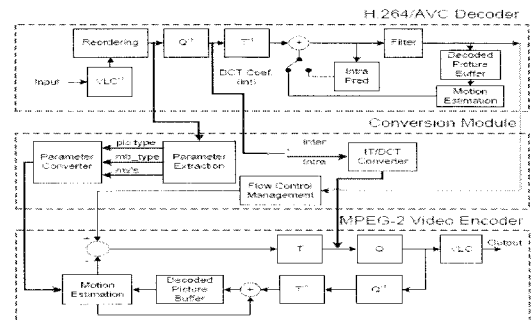 H.264/AVC Decoder
Reordering
Q⁻¹
T⁻¹
+
Filter
Input
VLC⁻¹
DCT Coef.
(int)
Intra
Pred
Decoded
Picture
Buffer
Motion
Estimation
Conversion Module
Parameter
Converter
pic_type
mb_type
mv's
Parameter
Extraction
Inter
Intra
IT/DCT
Converter
Flow Control
Management
MPEG-2 Video Encoder
T
Q
VLC
Output
Motion
Estimation
Decoded
Picture
Buffer
+
T⁻¹
Q⁻¹